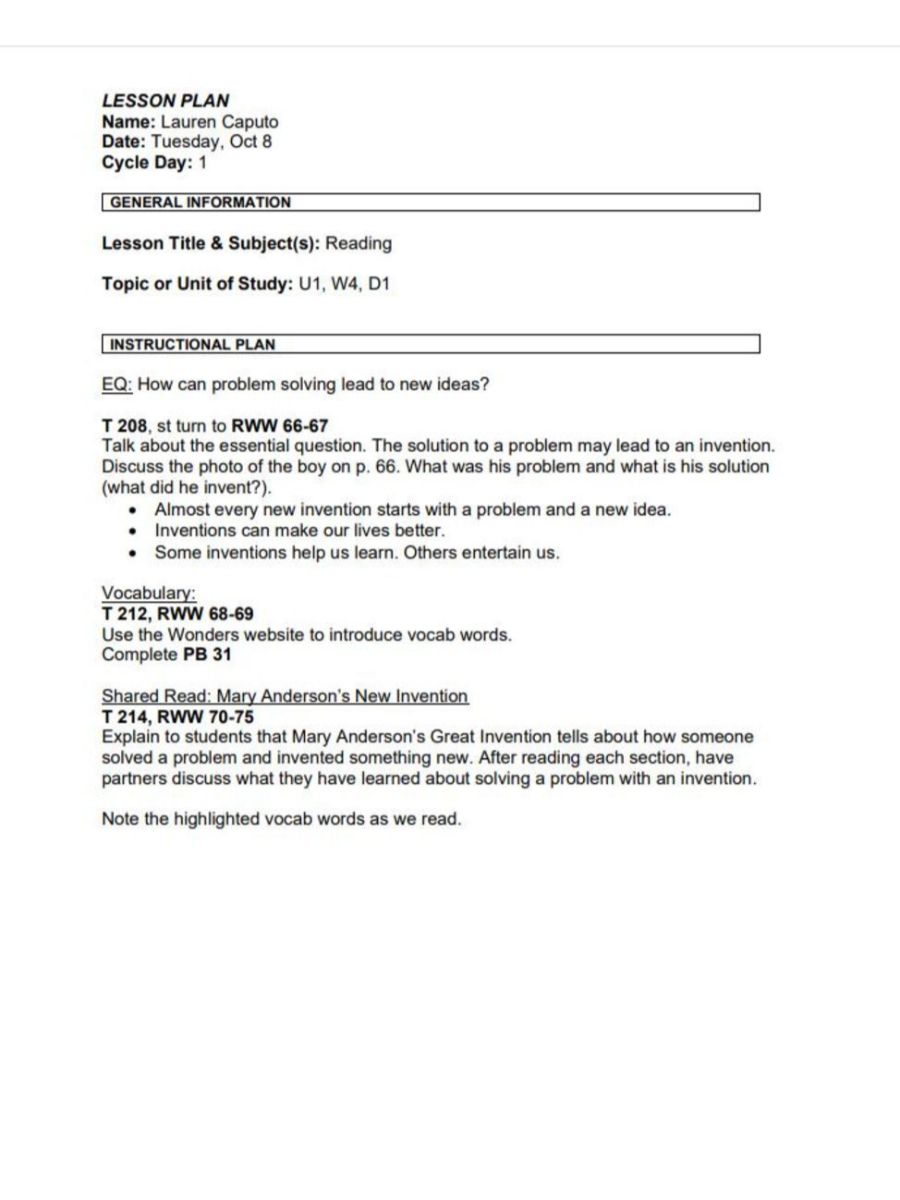 LESSON PLAN
Name: Lauren Caputo
Date: Tuesday, Oct 8
Cycle Day: 1
GENERAL INFORMATION
Lesson Title & Subject(s): Reading
Topic or Unit of Study: U1, W4, D1
INSTRUCTIONAL PLAN
EQ: How can problem solving lead to new ideas?
T 208, st turn to RWW 66-67
Talk about the essential question. The solution to a problem may lead to an invention.
Discuss the photo of the boy on p. 66. What was his problem and what is his solution
(what did he invent?).
• Almost every new invention starts with a problem and a new idea.
• Inventions can make our lives better.
• Some inventions help us learn. Others entertain us.
Vocabulary:
T 212, RWW 68-69
Use the Wonders website to introduce vocab words.
Complete PB 31
Shared Read: Mary Anderson's New Invention
T 214, RWW 70-75
Explain to students that Mary Anderson's Great Invention tells about how someone
solved a problem and invented something new. After reading each section, have
partners discuss what they have learned about solving a problem with an invention.
Note the highlighted vocab words as we read.